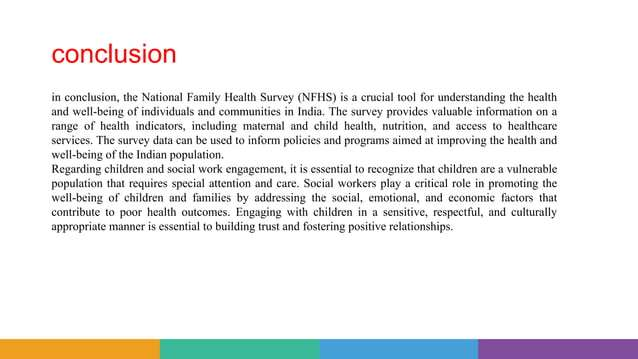 conclusion
in conclusion, the National Family Health Survey (NFHS) is a crucial tool for understanding the health
and well-being of individuals and communities in India. The survey provides valuable information on a
range of health indicators, including maternal and child health, nutrition, and access to healthcare
services. The survey data can be used to inform policies and programs aimed at improving the health and
well-being of the Indian population.
Regarding children and social work engagement, it is essential to recognize that children are a vulnerable
population that requires special attention and care. Social workers play a critical role in promoting the
well-being of children and families by addressing the social, emotional, and economic factors that
contribute to poor health outcomes. Engaging with children in a sensitive, respectful, and culturally
appropriate manner is essential to building trust and fostering positive relationships.